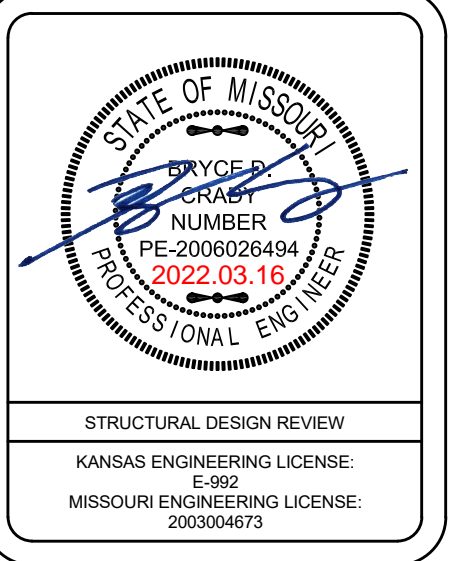 STATE OF MISSOURI
BRYCE D.
CRADY
NUMBER
PE-2006026494
2022.03.16
PROFESSIONAL ENGINEER
STRUCTURAL DESIGN REVIEW
KANSAS ENGINEERING LICENSE:
E-992
MISSOURI ENGINEERING LICENSE:
2003004673